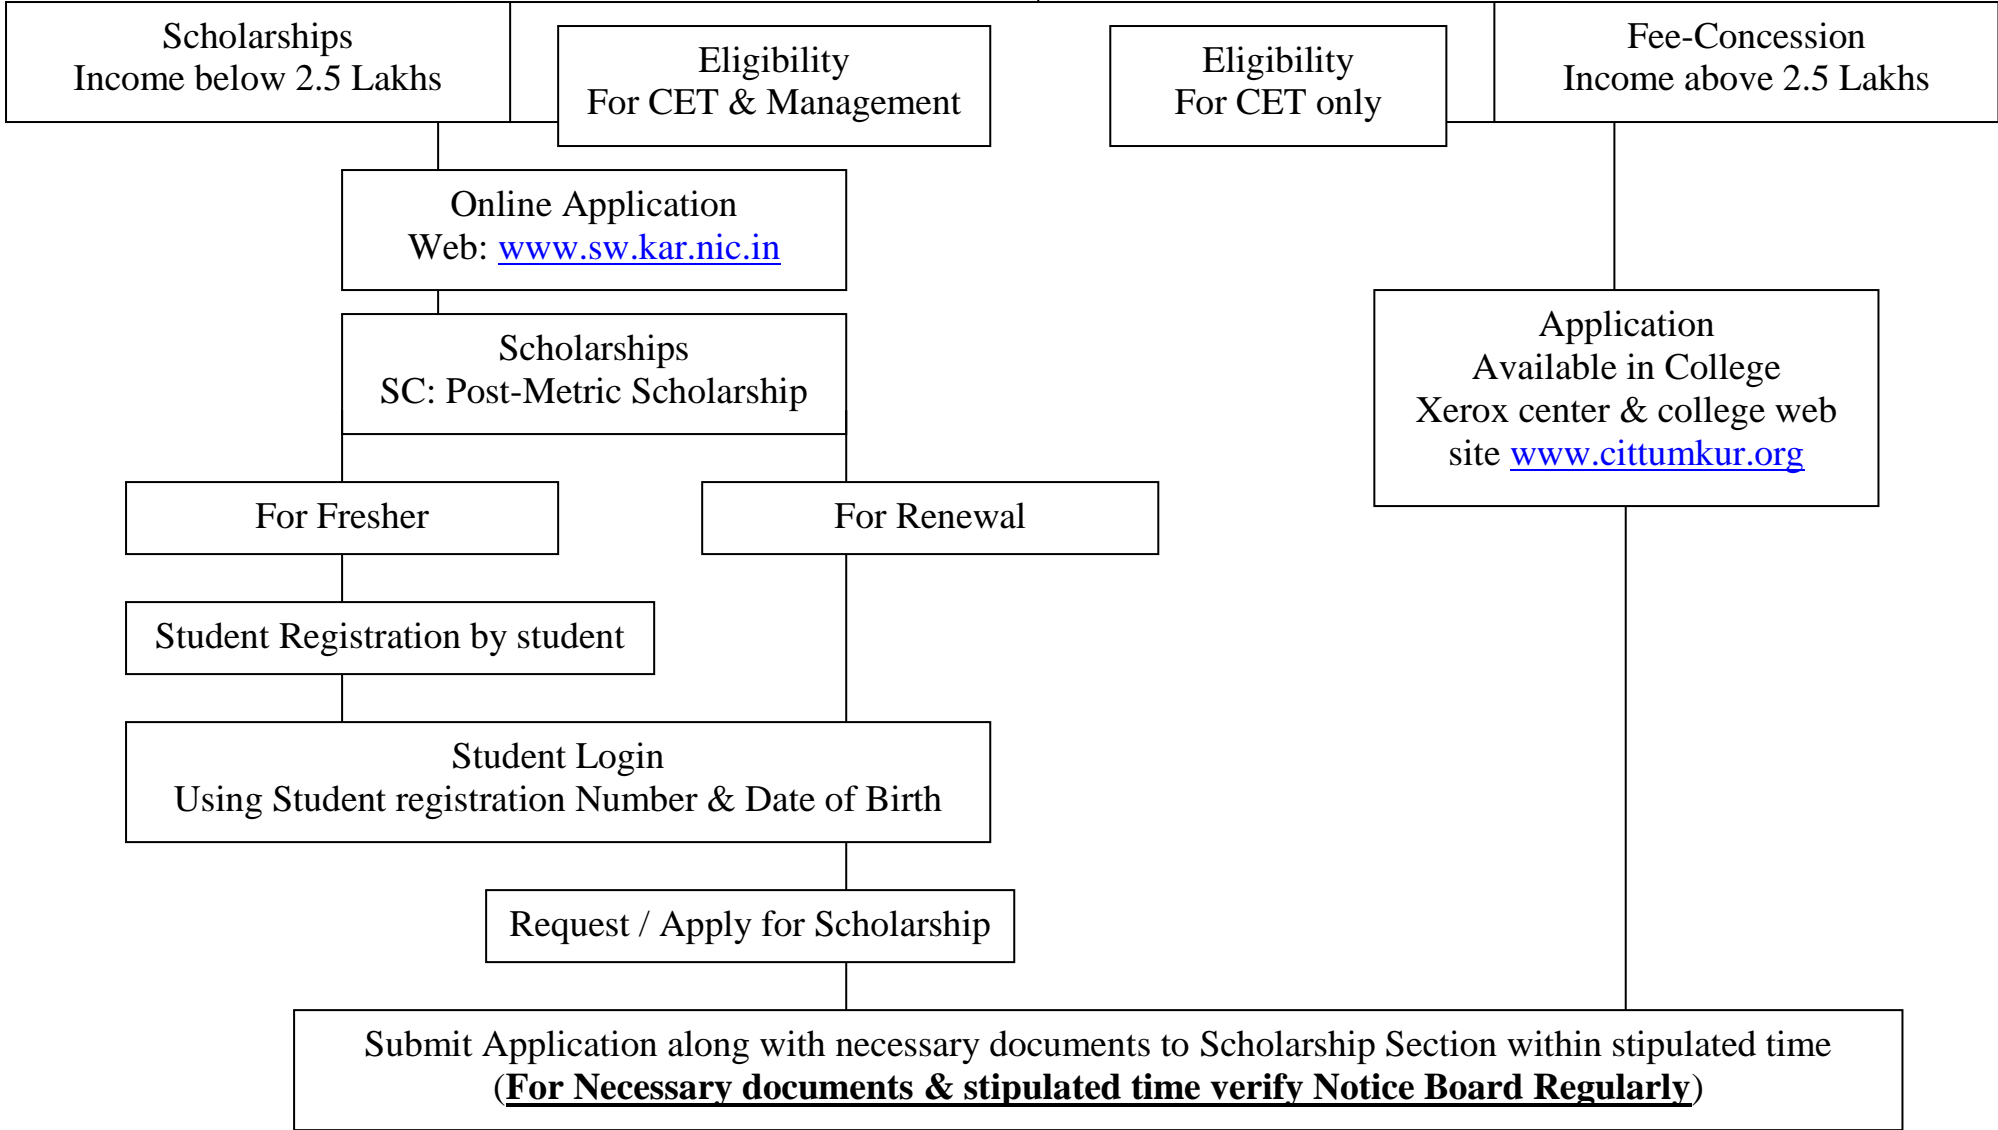 Scholarships
Income below 2.5 Lakhs
Eligibility
For CET & Management
Eligibility
For CET only
Fee-Concession
Income above 2.5 Lakhs
Online Application
Web: www.sw.kar.nic.in
Scholarships
SC: Post-Metric Scholarship
Application
Available in College
Xerox center & college web
site www.cittumkur.org
For Fresher
For Renewal
Student Registration by student
Student Login
Using Student registration Number & Date of Birth
Request / Apply for Scholarship
Submit Application along with necessary documents to Scholarship Section within stipulated time
(For Necessary documents & stipulated time verify Notice Board Regularly)